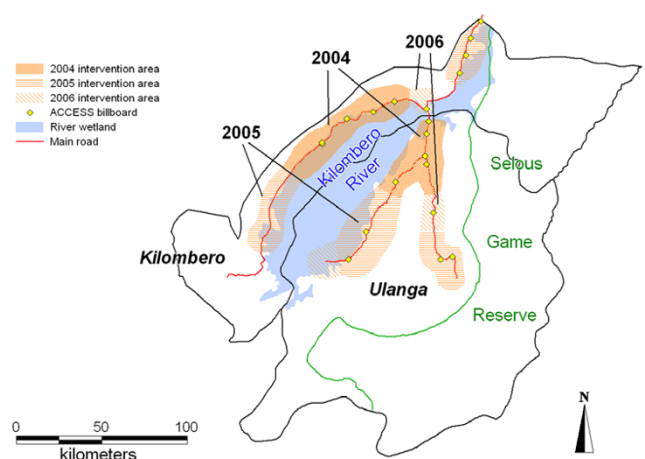 2004
2006
2004 intervention area
2005 intervention area
2006 intervention area
ACCESS billboard
River wetland
Main road
2005
Kilombero
River
Selous
Kilombero
Game
Ulanga
Reserve
0 50 100
kilometers
N